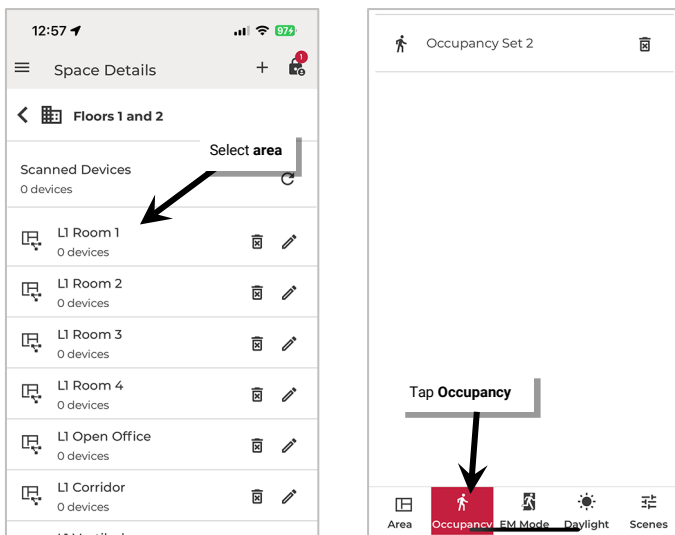 12:57
97
Space Details
1
Floors 1 and 2
Select area
Scanned Devices
0 devices
L1 Room 1
0 devices
L1 Room 2
0 devices
L1 Room 3
0 devices
L1 Room 4
0 devices
L1 Open Office
0 devices
L1 Corridor
0 devices
Occupancy Set 2
Tap Occupancy
Area
Occupancy
EM Mode
Daylight
Scenes